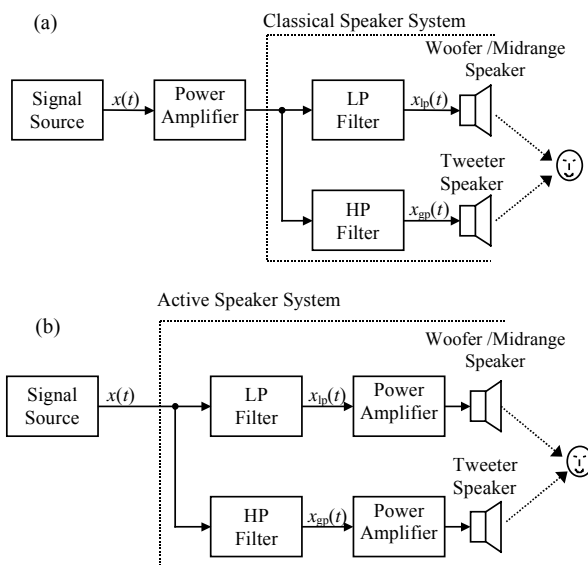 Classical Speaker System
(a)
Woofer /Midrange
Speaker
Signal
Source
x(t)
Power
Amplifier
LP
Filter
xlp(t)
Tweeter
Speaker
HP
Filter
xgp(t)
Active Speaker System
(b)
Woofer /Midrange
Speaker
Signal
Source
x(t)
LP
Filter
xlp(t)
Power
Amplifier
Tweeter
Speaker
HP
Filter
xgp(t)
Power
Amplifier